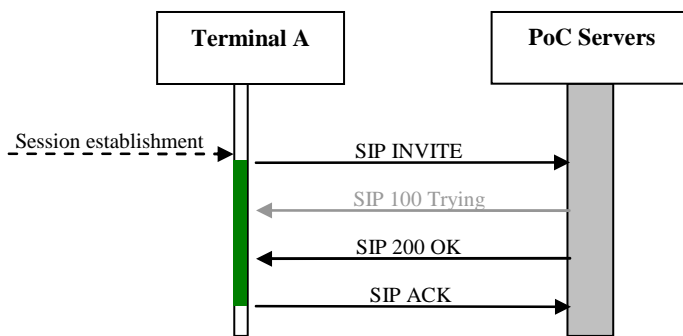 Terminal A
PoC Servers
Session establishment
SIP INVITE
SIP 100 Trying
SIP 200 OK
SIP ACK